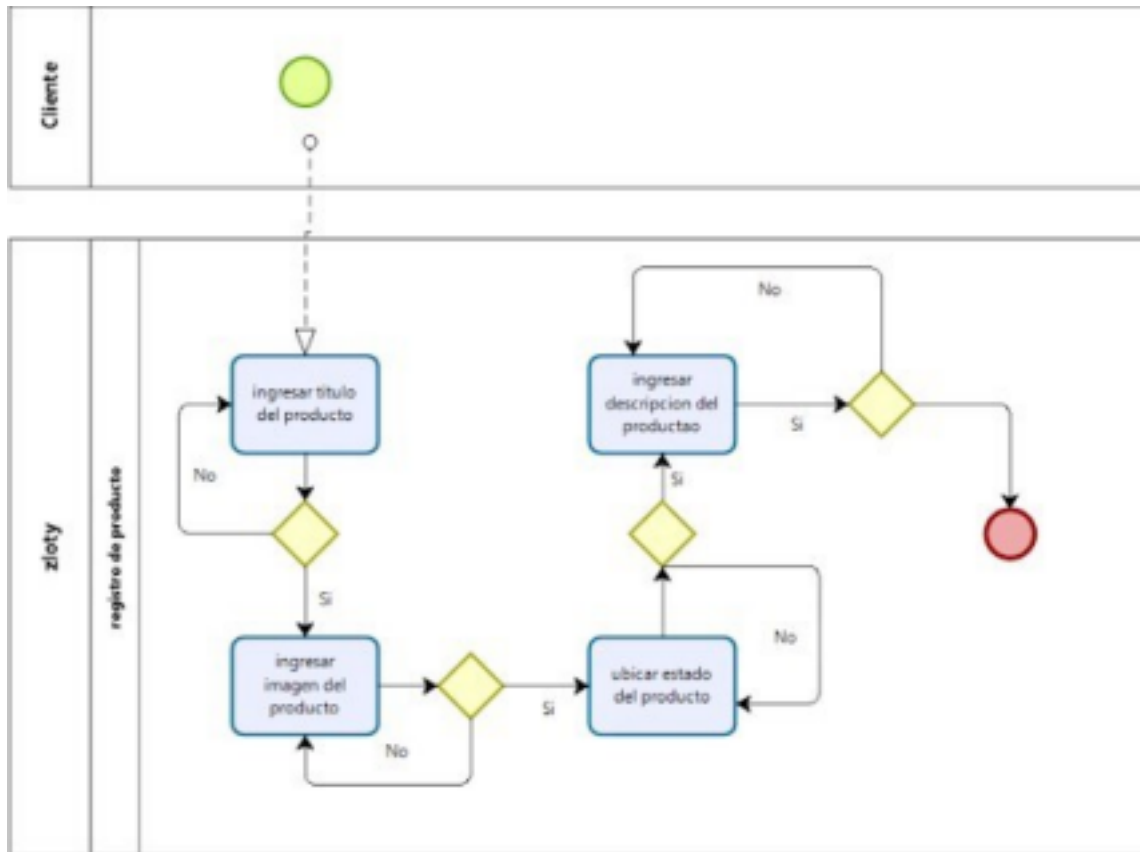 Cliente
zloty
registro de producto
ingresar titulo
del producto
No
Si
ingresar
imagen del
producto
No
Si
ubicar estado
del producto
No
Si
ingresar
descripcion del
productao
Si
No